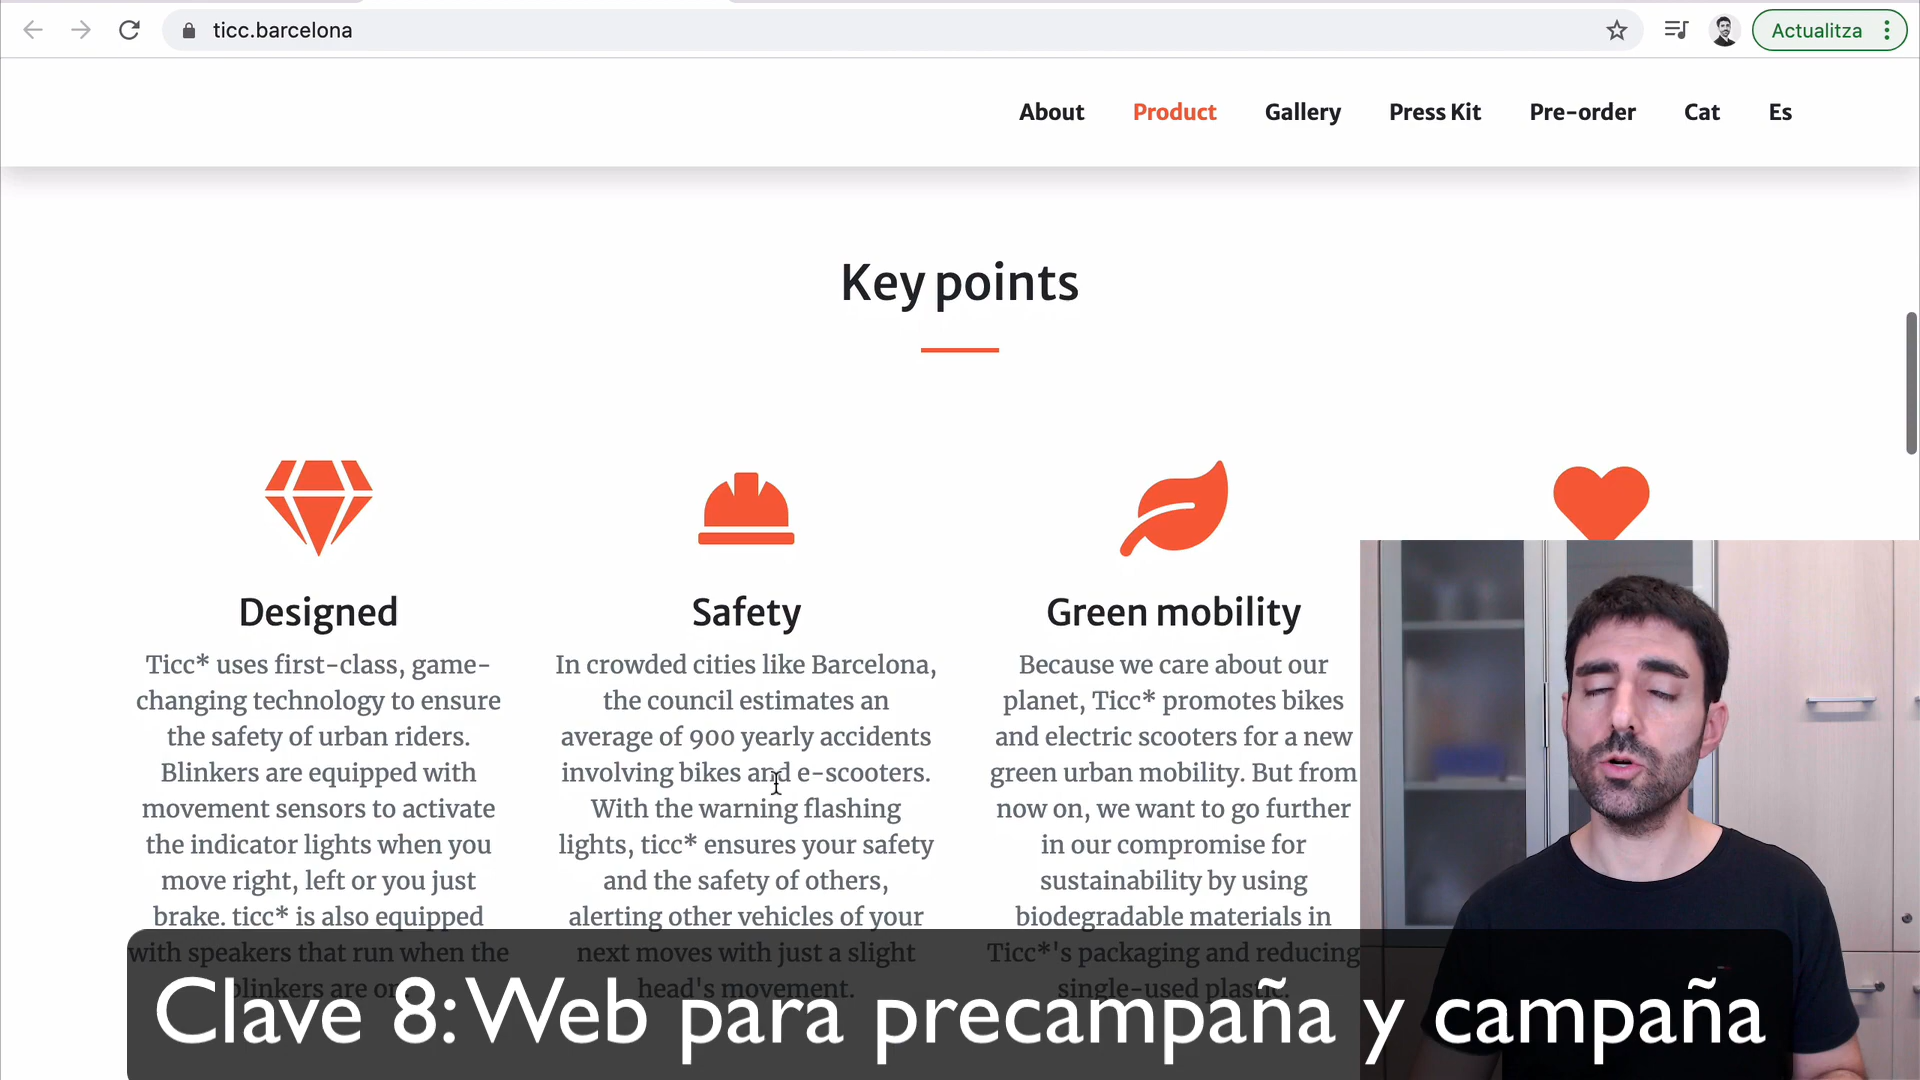 ticc.barcelona
Actualitza
About Product Gallery Press Kit Pre-order Cat Es
Key points
Designed
Ticc* uses first-class, game-
changing technology to ensure
the safety of urban riders.
Blinkers are equipped with
movement sensors to activate
the indicator lights when you
move right, left or you just
brake. ticc* is also equipped
with speakers that run when the
blinkers are on.
Safety
In crowded cities like Barcelona,
the council estimates an
average of 900 yearly accidents
involving bikes and e-scooters.
With the warning flashing
lights, ticc* ensures your safety
and the safety of others,
alerting other vehicles of your
next moves with just a slight
head's movement.
Green mobility
Because we care about our
planet, Ticc* promotes bikes
and electric scooters for a new
green urban mobility. But from
now on, we want to go further
in our compromise for
sustainability by using
biodegradable materials in
Ticc*'s packaging and reducing
single-used plastic.
Clave 8: Web para precampaña y campaña